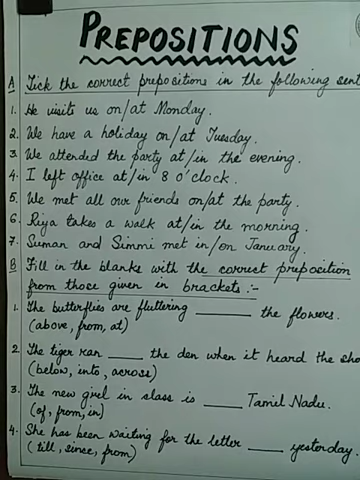 PREPOSITIONS
A Tick the correct prepositions in the following sent
1. He visits us on/at Monday.
2. We have a holiday on/at Tuesday.
3. We attended the party at/in the evening.
4. I left office at/in 8 o'clock.
5. We met all our friends on/at the party.
6. Riya takes a walk at/in the morning.
7. Suman and Simmi met in/on January.
B Fill in the blanks with the correct preposition
from those given in brackets:-
1. The butterflies are fluttering ______ the flowers.
(above, from, at)
2. The tiger ran ____ the den when it heard the sho
(below, into, across)
3. The new girl in class is ____ Tamil Nadu.
(of, from, in)
4. She has been waiting for the letter ____ yesterday.
(till, since, from)